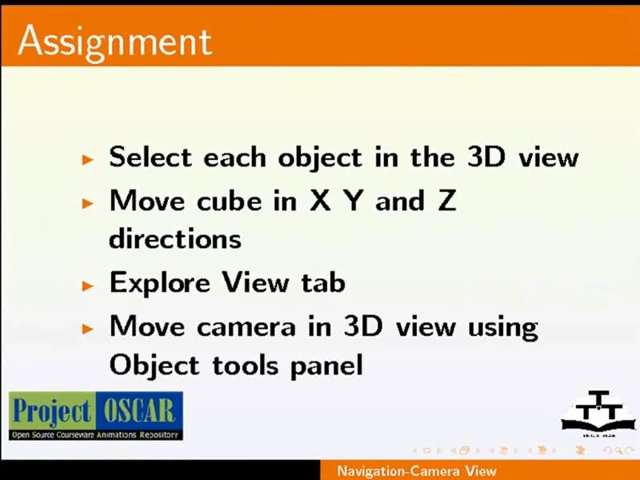 Assignment
Select each object in the 3D view
Move cube in X Y and Z
directions
Explore View tab
Move camera in 3D view using
Object tools panel
Project OSCAR
Open Source Courseware Animations Repository
Navigation-Camera View